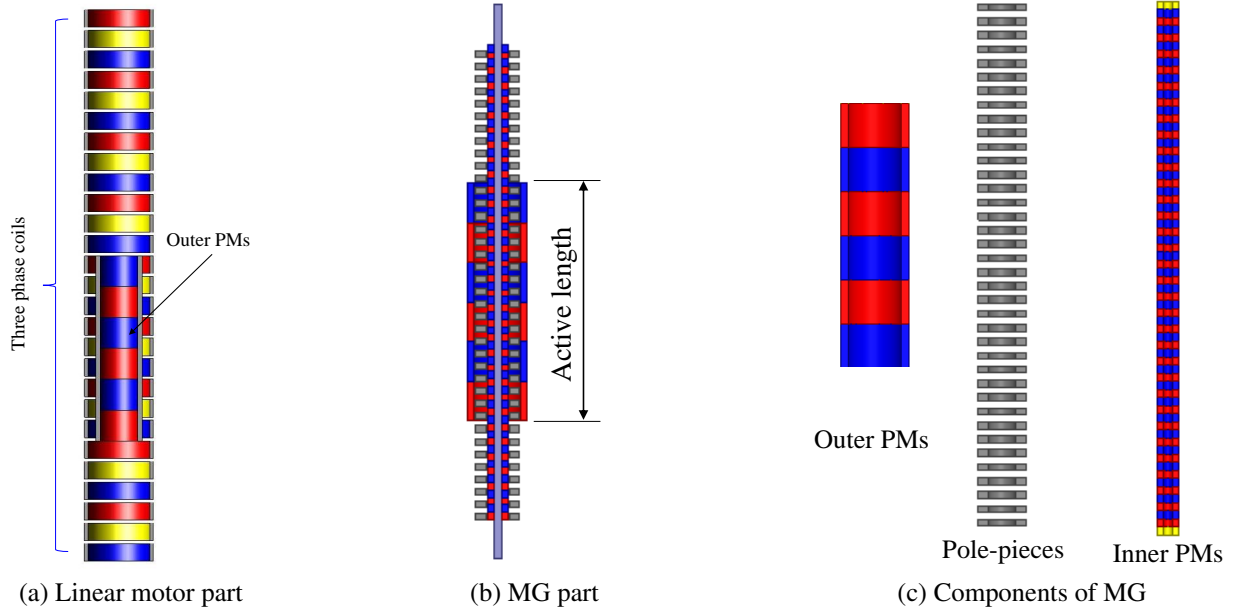 Three phase coils
Outer PMs
(a) Linear motor part
Active length
(b) MG part
Outer PMs
Pole-pieces
Inner PMs
(c) Components of MG